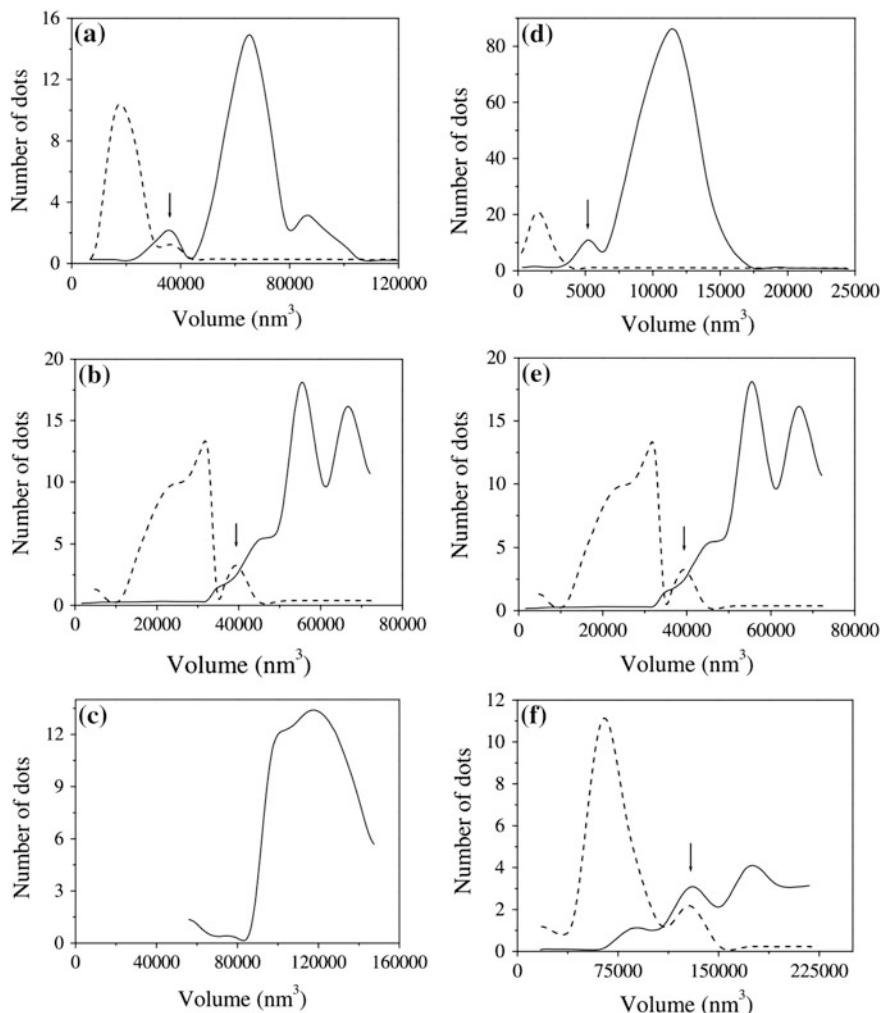 (a)
Number of dots
16
12
8
4
0
0 40000 80000 120000
Volume (nm³)
(d)
Number of dots
80
60
40
20
0
0 5000 10000 15000 20000 25000
Volume (nm³)
(b)
Number of dots
20
15
10
5
0
0 20000 40000 60000 80000
Volume (nm³)
(e)
Number of dots
20
15
10
5
0
0 20000 40000 60000 80000
Volume (nm³)
(c)
Number of dots
12
9
6
3
0
0 40000 80000 120000 160000
Volume (nm³)
(f)
Number of dots
12
10
8
6
4
2
0
0 75000 150000 225000
Volume (nm³)